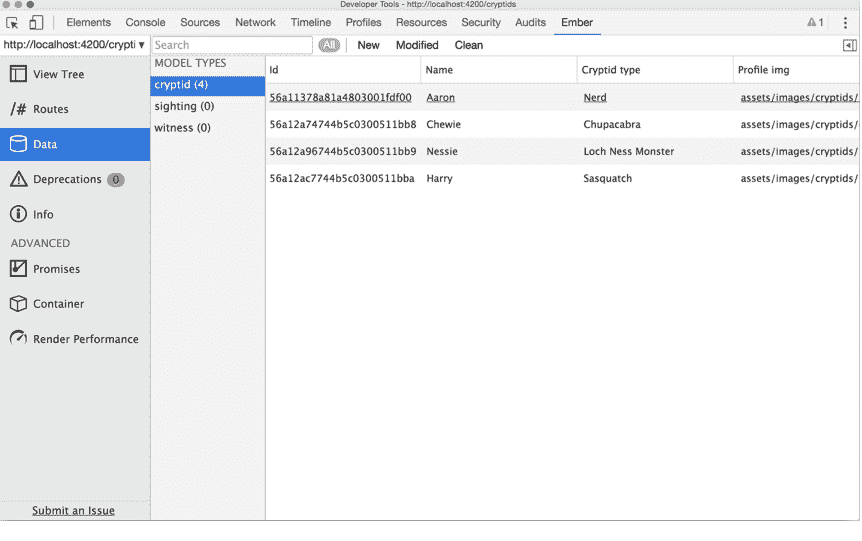 Developer Tools - http://localhost:4200/cryptids
Elements Console Sources Network Timeline Profiles Resources Security Audits Ember 1
http://localhost:4200/crypti Search All New Modified Clean
View Tree
Routes
Data
Deprecations 0
Info
ADVANCED
Promises
Container
Render Performance
Submit an Issue
MODEL TYPES
cryptid (4)
sighting (0)
witness (0)
Id Name Cryptid type Profile img
56a11378a81a4803001fdf00 Aaron Nerd assets/images/cryptids/
56a12a74744b5c0300511bb8 Chewie Chupacabra assets/images/cryptids/
56a12a96744b5c0300511bb9 Nessie Loch Ness Monster assets/images/cryptids/
56a12ac7744b5c0300511bba Harry Sasquatch assets/images/cryptids/